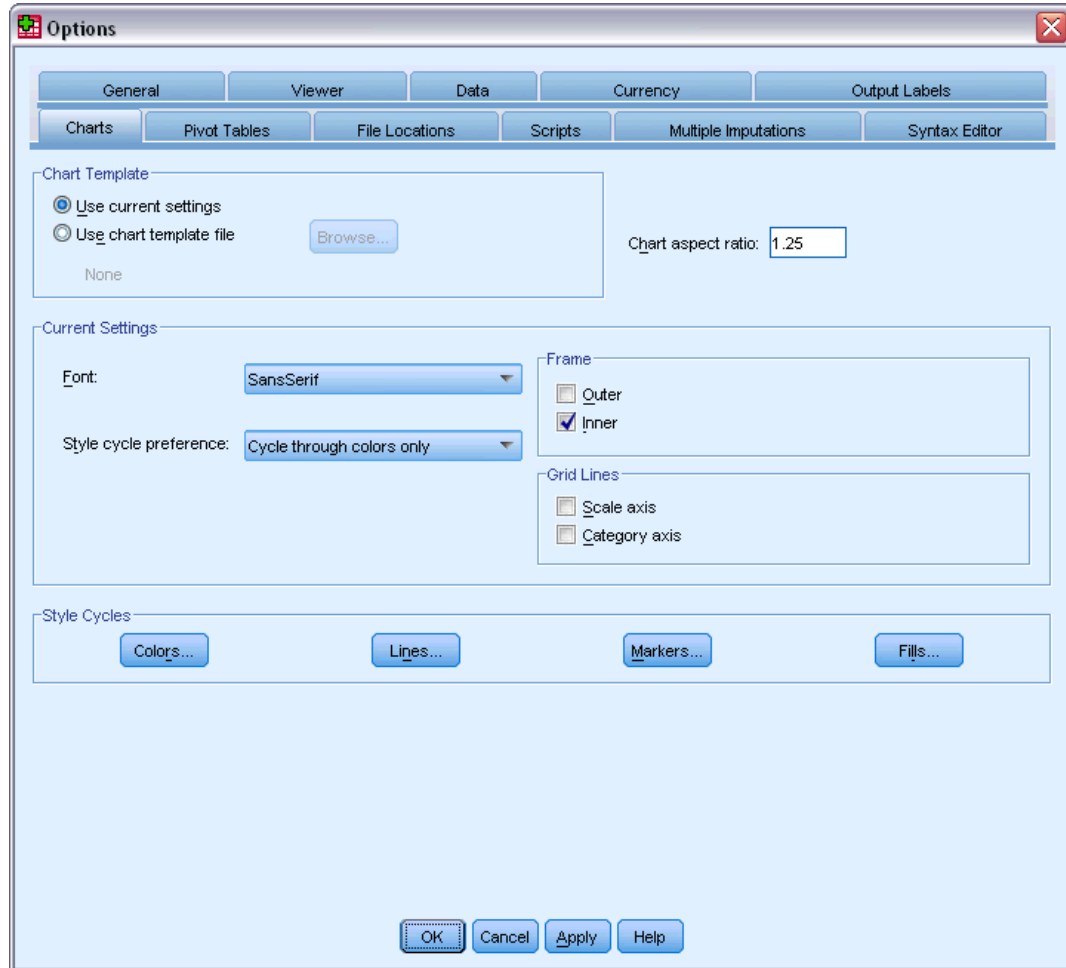 Options
General Viewer Data Currency Output Labels
Charts Pivot Tables File Locations Scripts Multiple Imputations Syntax Editor
Chart Template
Use current settings
Use chart template file Browse...
None
Chart aspect ratio: 1.25
Current Settings
Font: SansSerif
Style cycle preference: Cycle through colors only
Frame
Outer
Inner
Grid Lines
Scale axis
Category axis
Style Cycles
Colors... Lines... Markers... Fills...
OK Cancel Apply Help